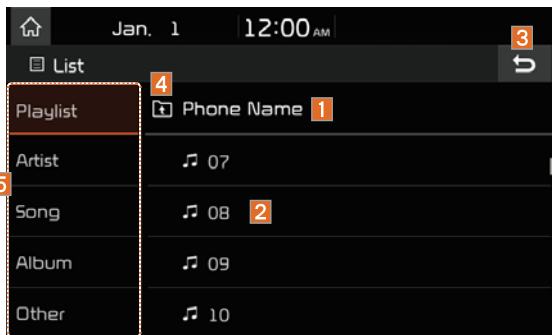 Jan. 1 12:00 AM
3
List
4
Playlist
Phone Name 1
Artist
07
5
Song
08 2
Album
09
Other
10